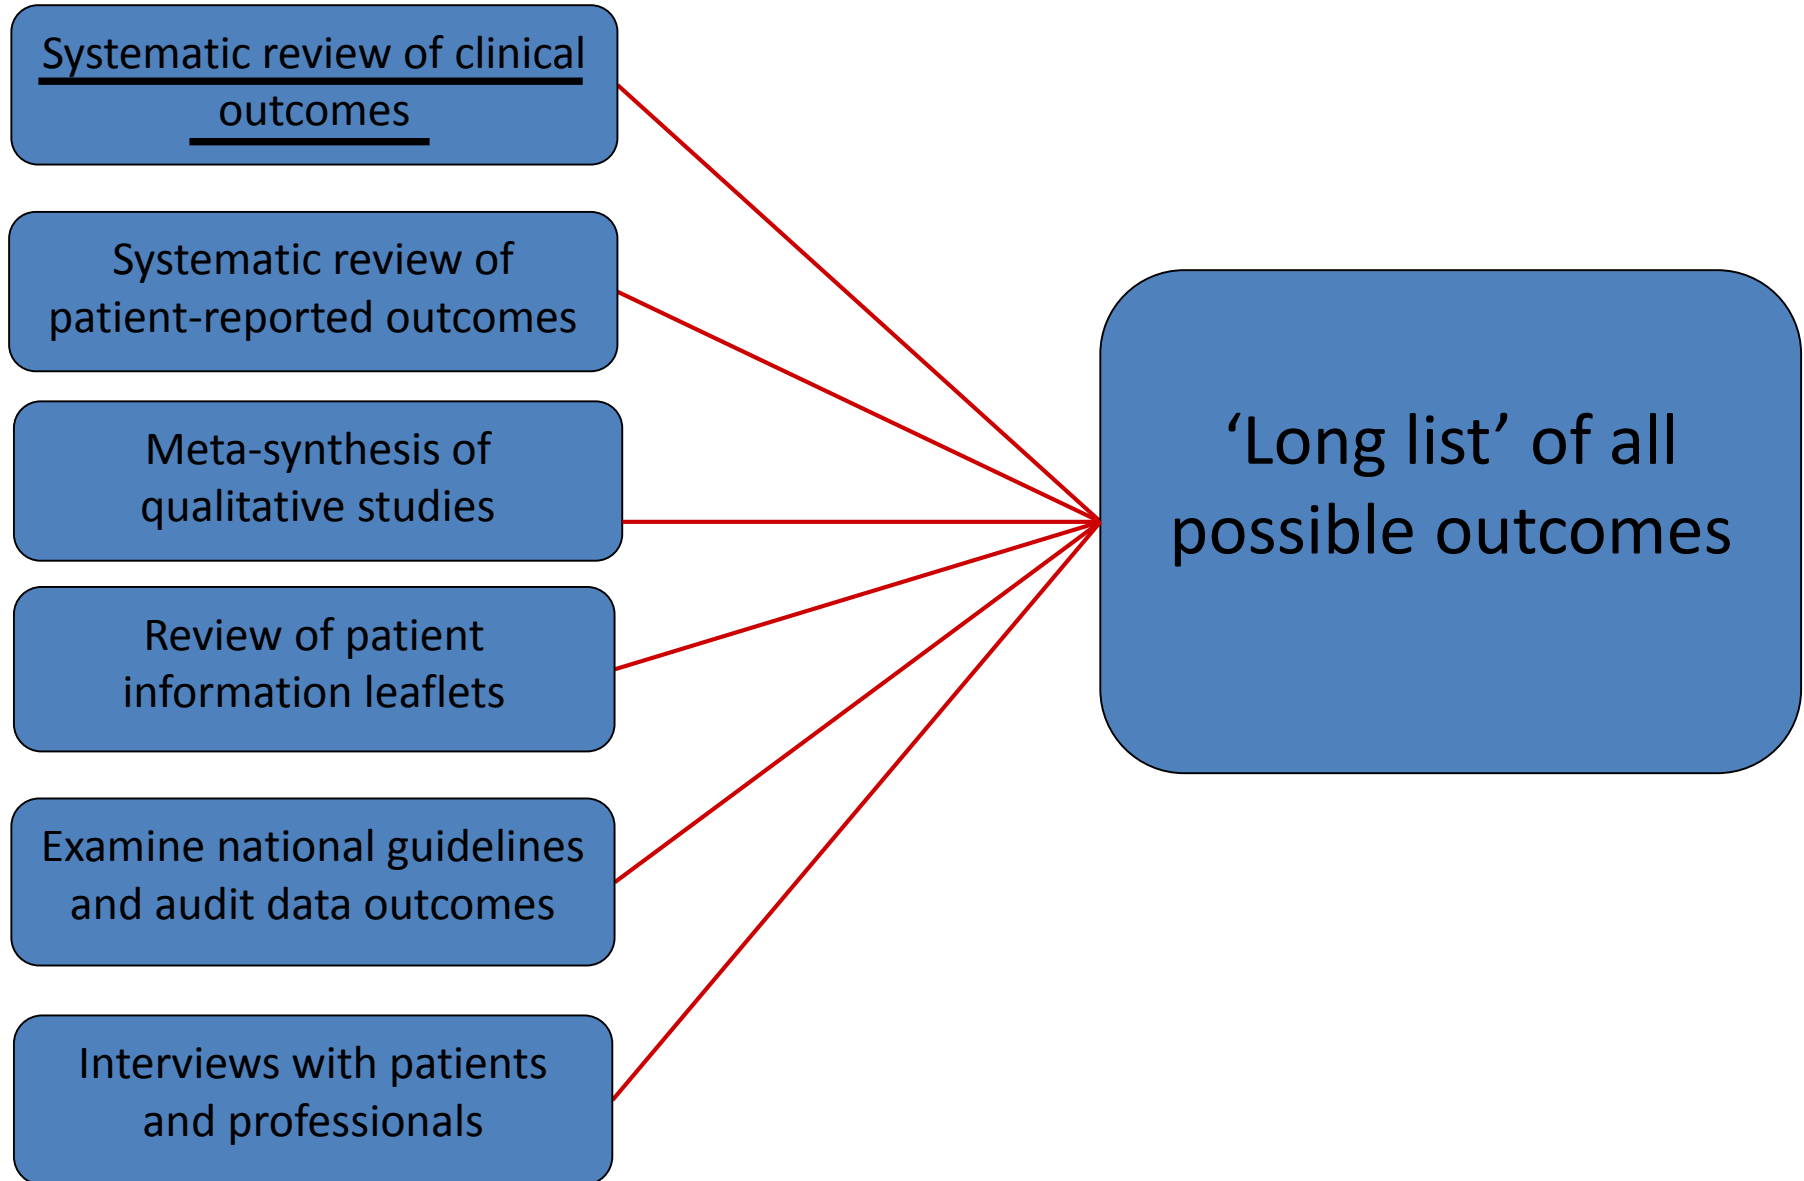 Systematic review of clinical
outcomes
Systematic review of
patient-reported outcomes
Meta-synthesis of
qualitative studies
Review of patient
information leaflets
Examine national guidelines
and audit data outcomes
Interviews with patients
and professionals
‘Long list’ of all
possible outcomes